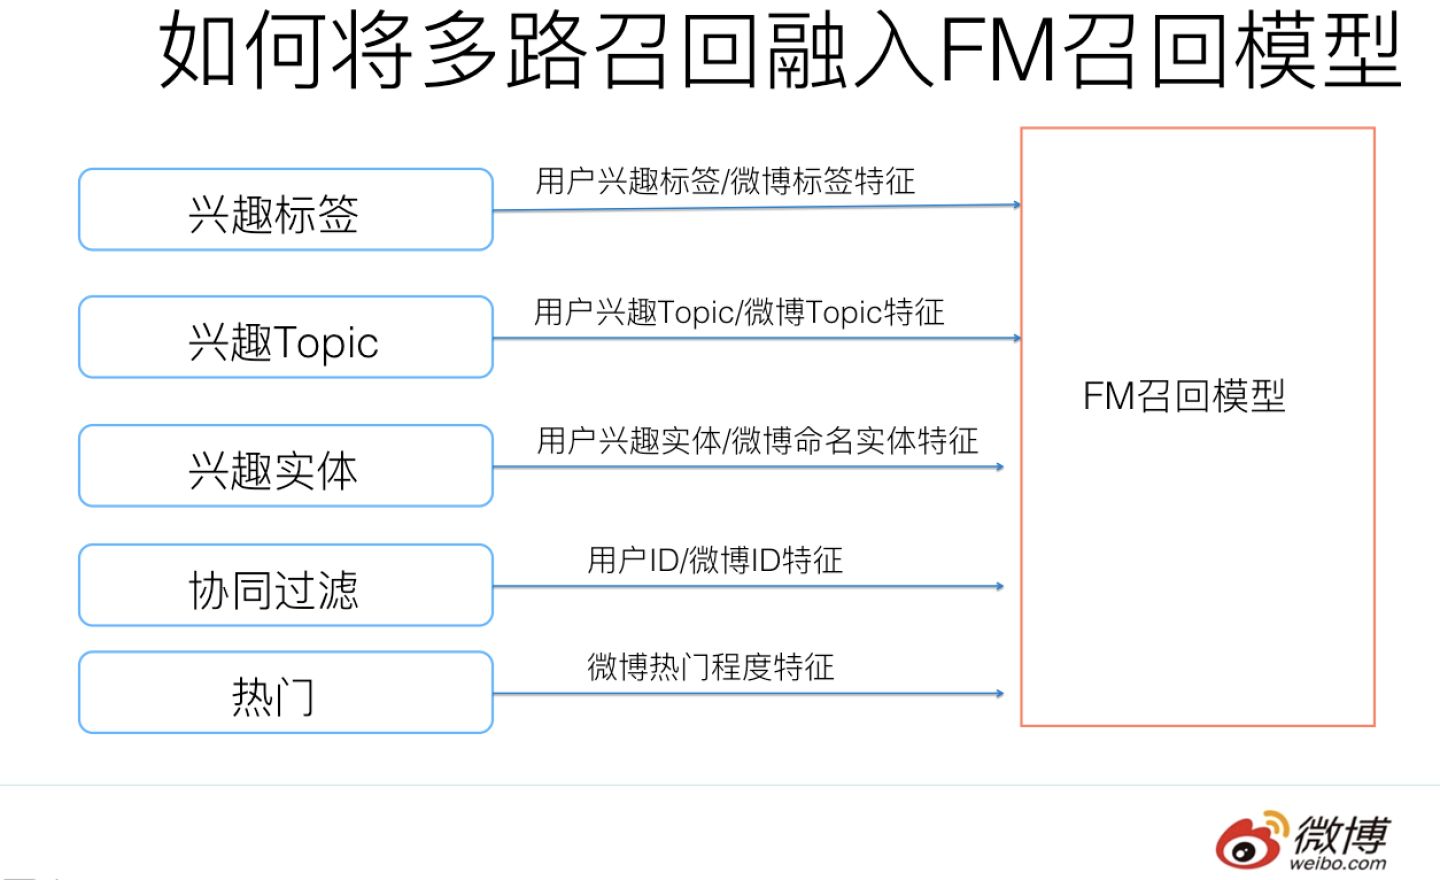 如何将多路召回融入FM召回模型
兴趣标签
用户兴趣标签/微博标签特征
兴趣Topic
用户兴趣Topic/微博Topic特征
FM召回模型
兴趣实体
用户兴趣实体/微博命名实体特征
协同过滤
用户ID/微博ID特征
热门
微博热门程度特征
微博
weibo.com